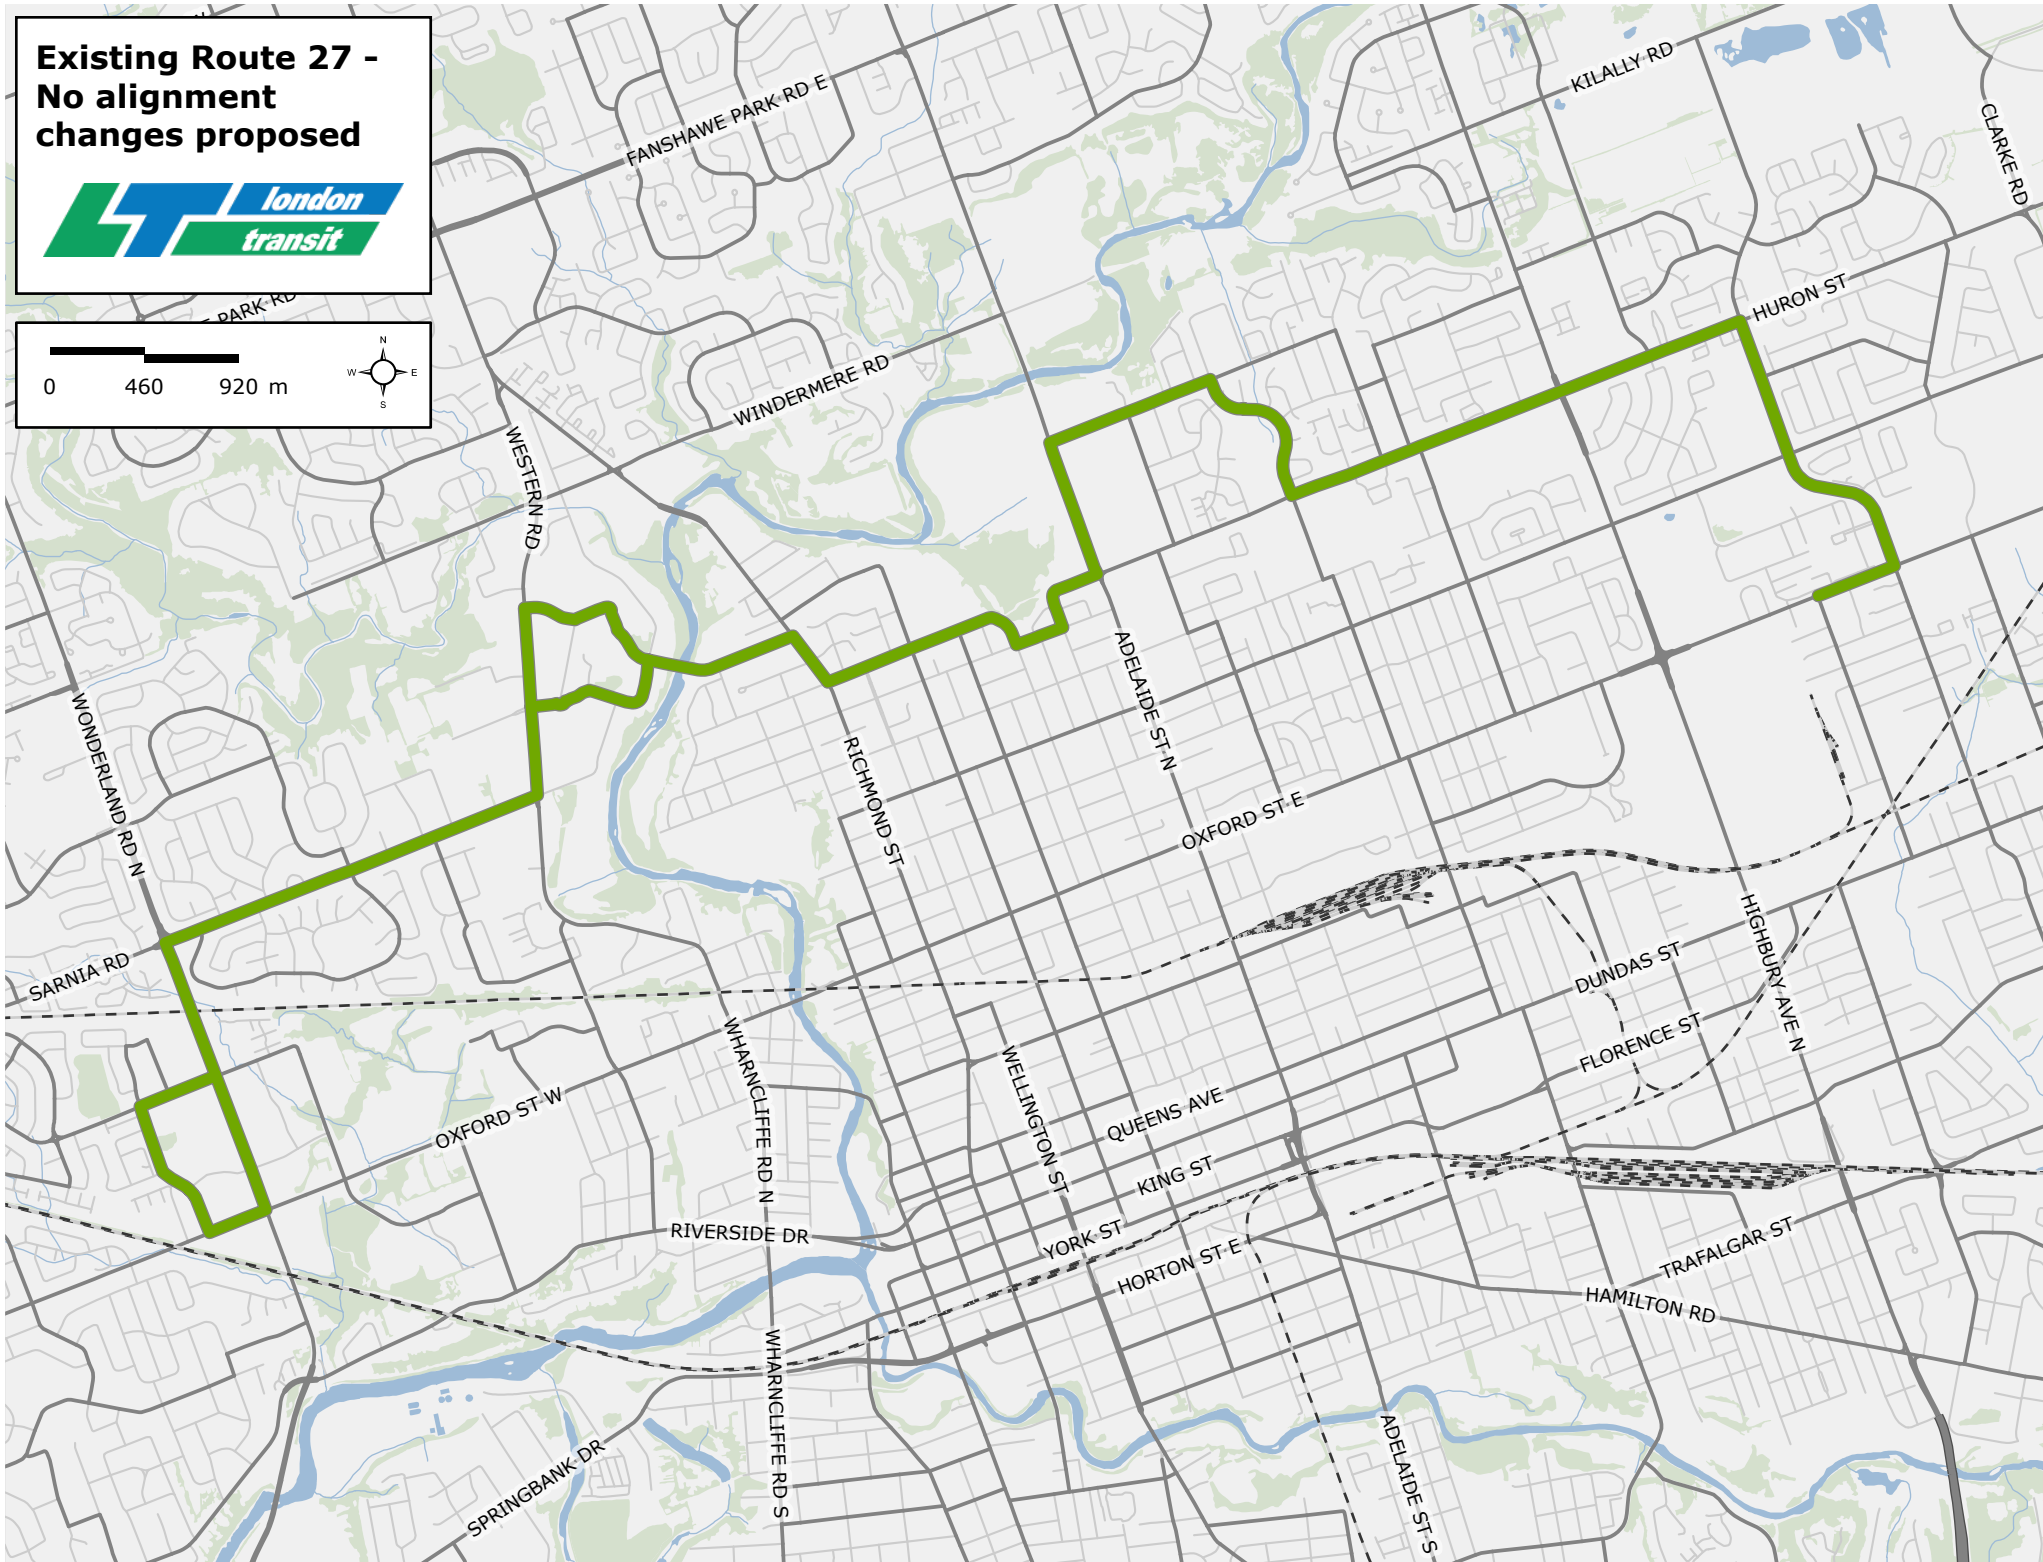 Existing Route 27 -
No alignment
changes proposed
london
transit
0 460 920 m
N
W E
S
E PARK RD
FANSHAWE PARK RD E
KILALLY RD
CLARKE RD
HURON ST
WINDERMERE RD
WESTERN RD
WONDERLAND RD N
ADELAIDE ST N
RICHMOND ST
OXFORD ST E
SARNIA RD
HIGHBURY AVE N
DUNDAS ST
FLORENCE ST
WHARNCLIFFE RD N
WELLINGTON ST
QUEENS AVE
OXFORD ST W
KING ST
YORK ST
RIVERSIDE DR
HORTON ST E
TRAFALGAR ST
HAMILTON RD
WHARNCLIFFE RD S
SPRINGBANK DR
ADELAIDE ST S